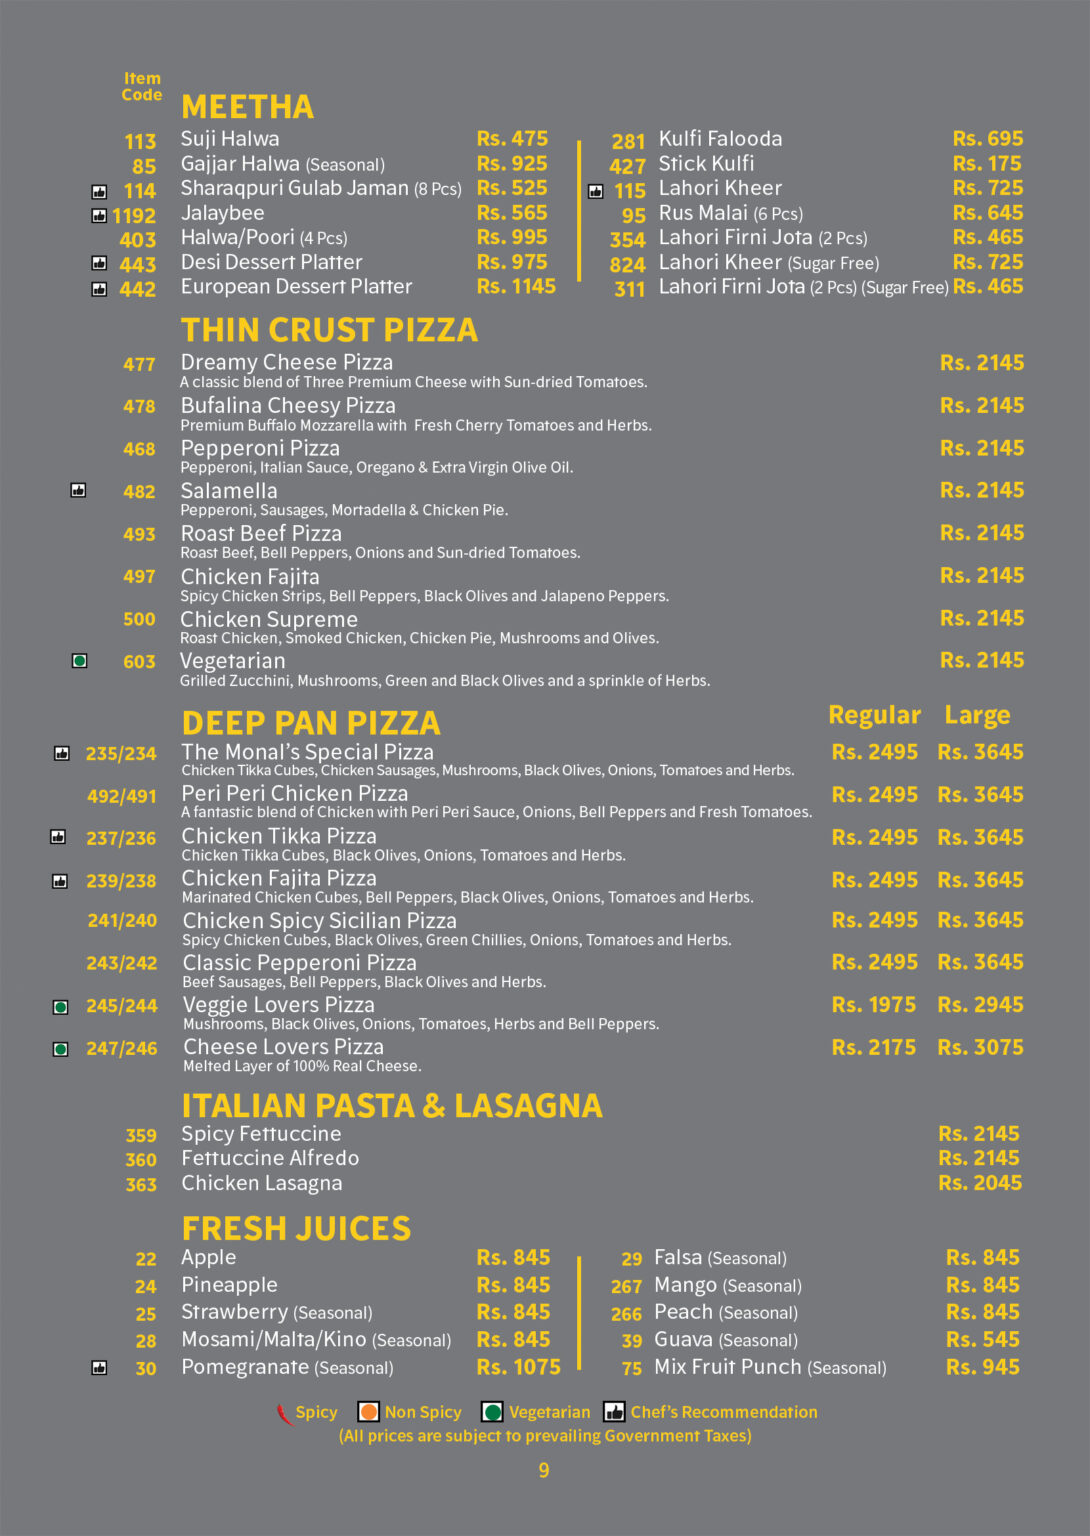 Item
Code
MEETHA
113 Suji Halwa Rs. 475
85 Gajjar Halwa (Seasonal) Rs. 925
114 Sharaqpuri Gulab Jaman (8 Pcs) Rs. 525
1192 Jalaybee Rs. 565
403 Halwa/Poori (4 Pcs) Rs. 995
443 Desi Dessert Platter Rs. 975
442 European Dessert Platter Rs. 1145
281 Kulfi Falooda Rs. 695
427 Stick Kulfi Rs. 175
115 Lahori Kheer Rs. 725
95 Rus Malai (6 Pcs) Rs. 645
354 Lahori Firni Jota (2 Pcs) Rs. 465
824 Lahori Kheer (Sugar Free) Rs. 725
311 Lahori Firni Jota (2 Pcs) (Sugar Free) Rs. 465
THIN CRUST PIZZA
477 Dreamy Cheese Pizza Rs. 2145
A classic blend of Three Premium Cheese with Sun-dried Tomatoes.
478 Bufalina Cheesy Pizza Rs. 2145
Premium Buffalo Mozzarella with Fresh Cherry Tomatoes and Herbs.
468 Pepperoni Pizza Rs. 2145
Pepperoni, Italian Sauce, Oregano & Extra Virgin Olive Oil.
482 Salamella Rs. 2145
Pepperoni, Sausages, Mortadella & Chicken Pie.
493 Roast Beef Pizza Rs. 2145
Roast Beef, Bell Peppers, Onions and Sun-dried Tomatoes.
497 Chicken Fajita Rs. 2145
Spicy Chicken Strips, Bell Peppers, Black Olives and Jalapeno Peppers.
500 Chicken Supreme Rs. 2145
Roast Chicken, Smoked Chicken, Chicken Pie, Mushrooms and Olives.
603 Vegetarian Rs. 2145
Grilled Zucchini, Mushrooms, Green and Black Olives and a sprinkle of Herbs.
DEEP PAN PIZZA Regular Large
235/234 The Monal's Special Pizza Rs. 2495 Rs. 3645
Chicken Tikka Cubes, Chicken Sausages, Mushrooms, Black Olives, Onions, Tomatoes and Herbs.
492/491 Peri Peri Chicken Pizza Rs. 2495 Rs. 3645
A fantastic blend of Chicken with Peri Peri Sauce, Onions, Bell Peppers and Fresh Tomatoes.
237/236 Chicken Tikka Pizza Rs. 2495 Rs. 3645
Chicken Tikka Cubes, Black Olives, Onions, Tomatoes and Herbs.
239/238 Chicken Fajita Pizza Rs. 2495 Rs. 3645
Marinated Chicken Cubes, Bell Peppers, Black Olives, Onions, Tomatoes and Herbs.
241/240 Chicken Spicy Sicilian Pizza Rs. 2495 Rs. 3645
Spicy Chicken Cubes, Black Olives, Green Chillies, Onions, Tomatoes and Herbs.
243/242 Classic Pepperoni Pizza Rs. 2495 Rs. 3645
Beef Sausages, Bell Peppers, Black Olives and Herbs.
245/244 Veggie Lovers Pizza Rs. 1975 Rs. 2945
Mushrooms, Black Olives, Onions, Tomatoes, Herbs and Bell Peppers.
247/246 Cheese Lovers Pizza Rs. 2175 Rs. 3075
Melted Layer of 100% Real Cheese.
ITALIAN PASTA & LASAGNA
359 Spicy Fettuccine Rs. 2145
360 Fettuccine Alfredo Rs. 2145
363 Chicken Lasagna Rs. 2045
FRESH JUICES
22 Apple Rs. 845
24 Pineapple Rs. 845
25 Strawberry (Seasonal) Rs. 845
28 Mosami/Malta/Kino (Seasonal) Rs. 845
30 Pomegranate (Seasonal) Rs. 1075
29 Falsa (Seasonal) Rs. 845
267 Mango (Seasonal) Rs. 845
266 Peach (Seasonal) Rs. 845
39 Guava (Seasonal) Rs. 545
75 Mix Fruit Punch (Seasonal) Rs. 945
Spicy Non Spicy Vegetarian Chef's Recommendation
(All prices are subject to prevailing Government Taxes)
9